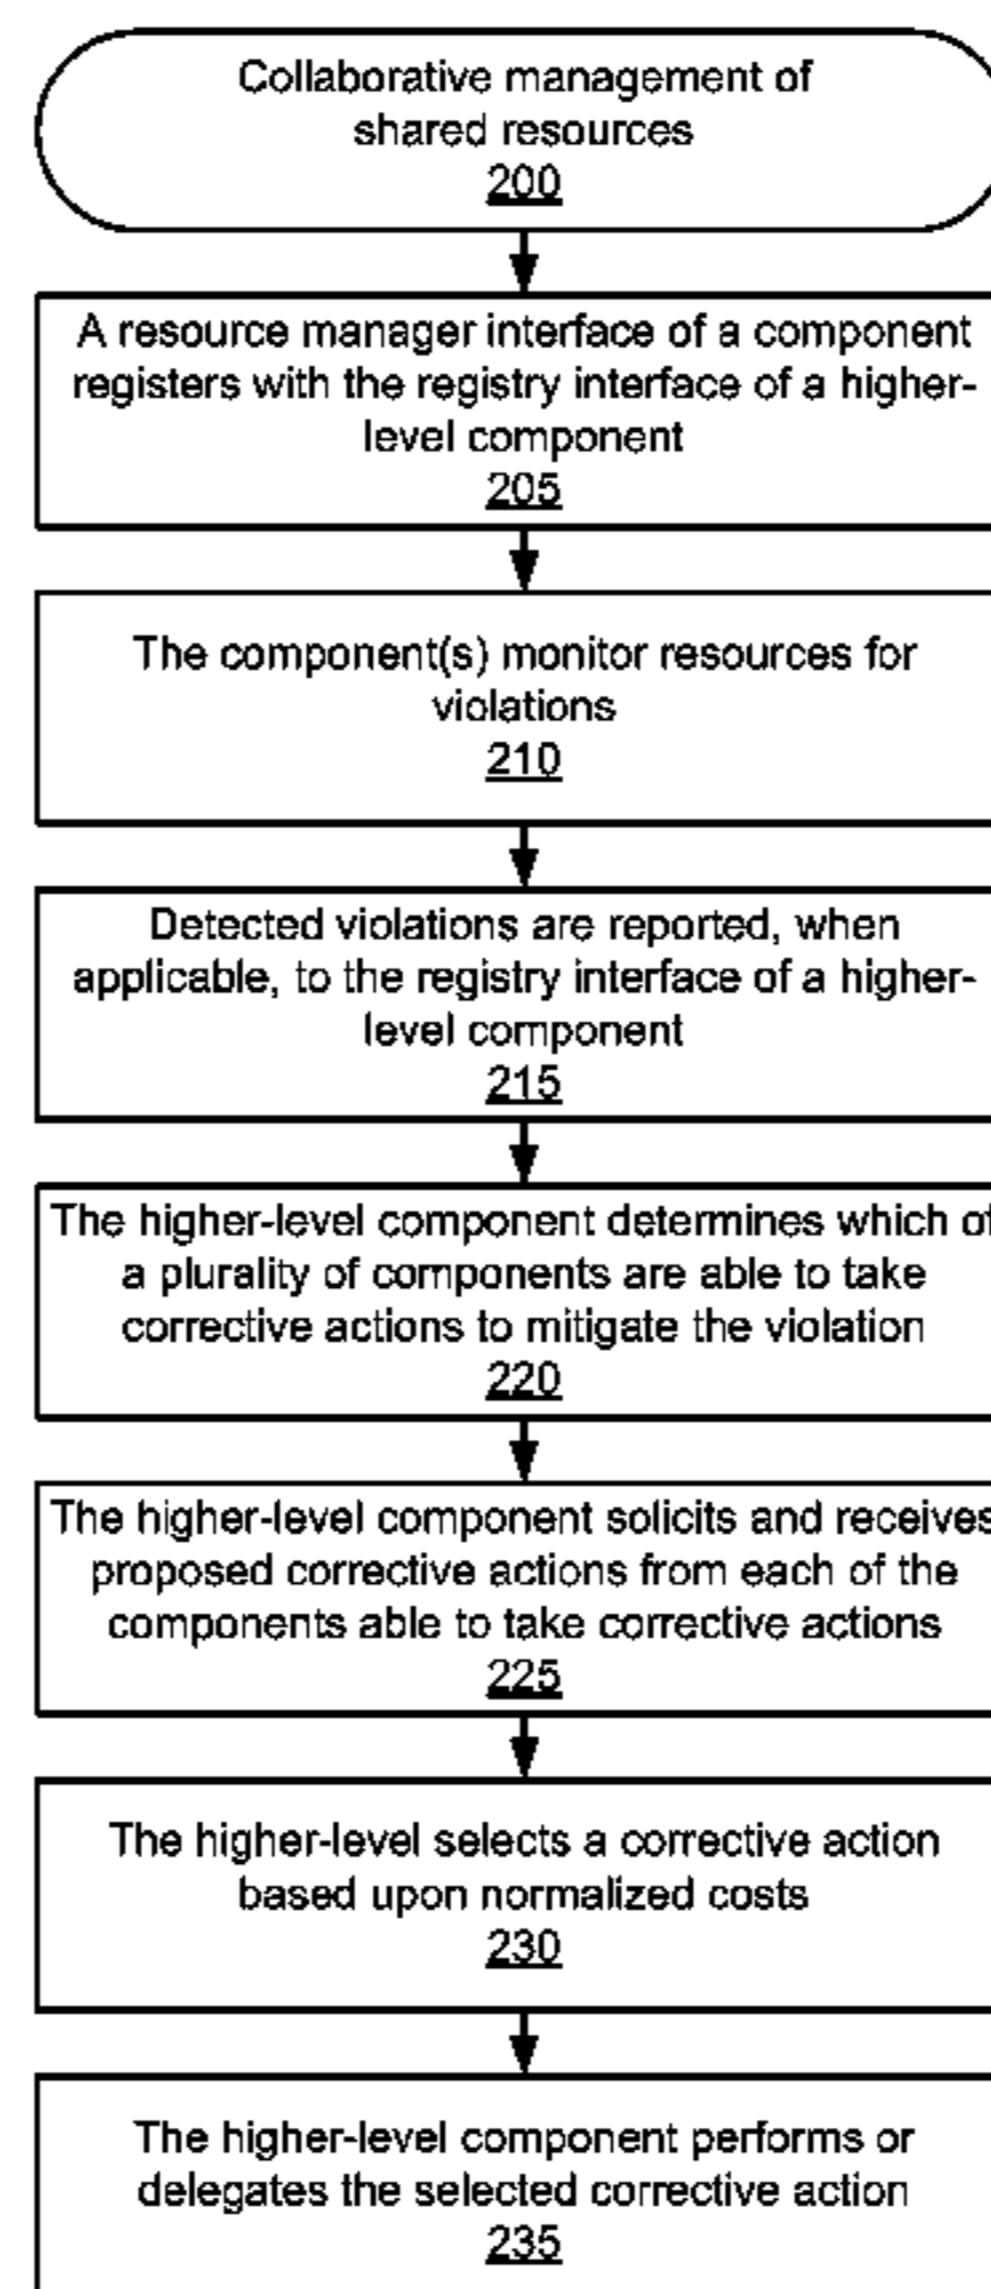 Collaborative management of
shared resources
200
A resource manager interface of a component
registers with the registry interface of a higher-
level component
205
The component(s) monitor resources for
violations
210
Detected violations are reported, when
applicable, to the registry interface of a higher-
level component
215
The higher-level component determines which of
a plurality of components are able to take
corrective actions to mitigate the violation
220
The higher-level component solicits and receives
proposed corrective actions from each of the
components able to take corrective actions
225
The higher-level selects a corrective action
based upon normalized costs
230
The higher-level component performs or
delegates the selected corrective action
235